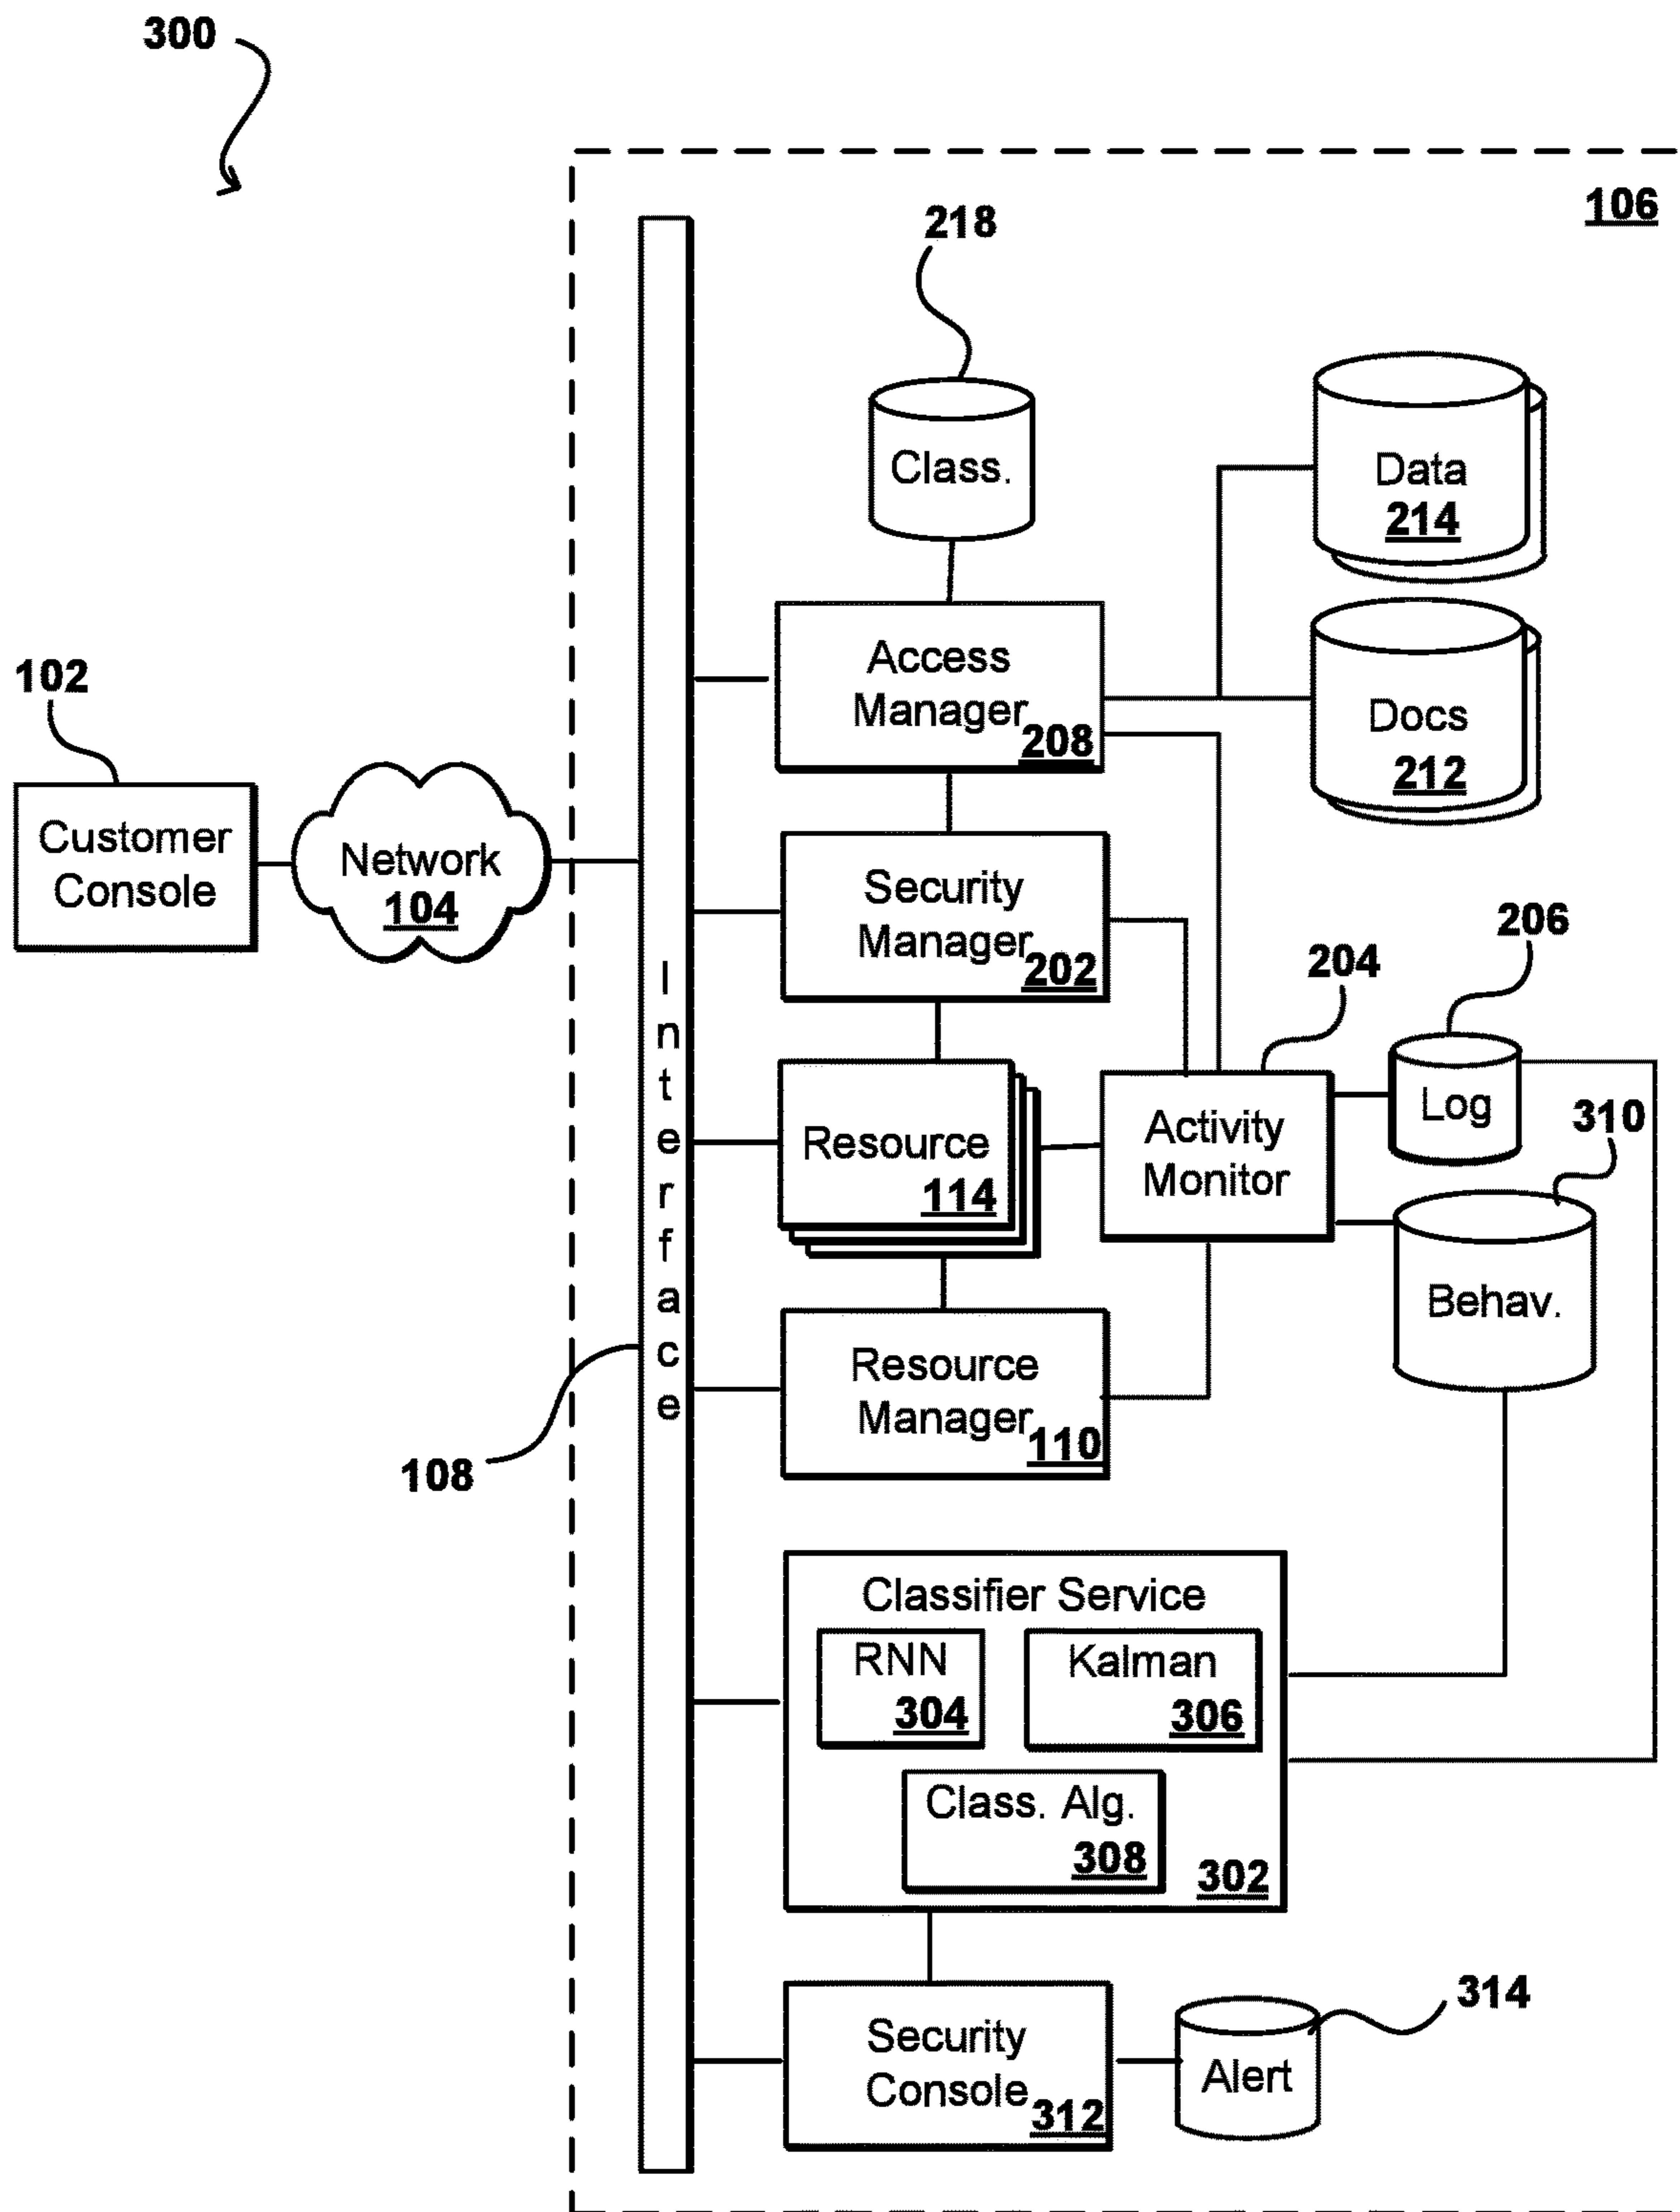 300
106
218
Class.
Data
214
Access
Manager
208
Docs
212
102
Customer
Console
Network
104
Security
Manager
202
206
204
Interface
Log
310
Resource
114
Activity
Monitor
Behav.
Resource
Manager
110
108
Classifier Service
RNN
304
Kalman
306
Class. Alg.
308
302
Security
Console
312
314
Alert